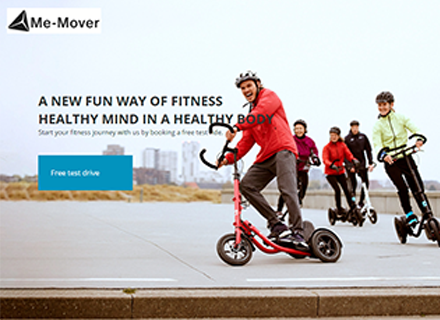 Me-Mover
A NEW FUN WAY OF FITNESS
HEALTHY MIND IN A HEALTHY BODY
Start your fitness journey with us by booking a free test ride.
Free test drive